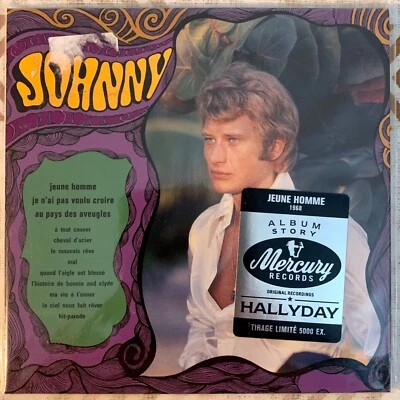 JOHNNY
jeune homme
je n'ai pas voulu croire
au pays des aveugles
à tout casser
cheval d'acier
le mauvais rêve
mal
quand l'aigle est blessé
l'histoire de bonnie and clyde
ma vie à t'aimer
le ciel nous fait rêver
hit-parade
JEUNE HOMME
1968
ALBUM
STORY
Mercury
RECORDS
ORIGINAL RECORDINGS
HALLYDAY
TIRAGE LIMITÉ 5000 EX.